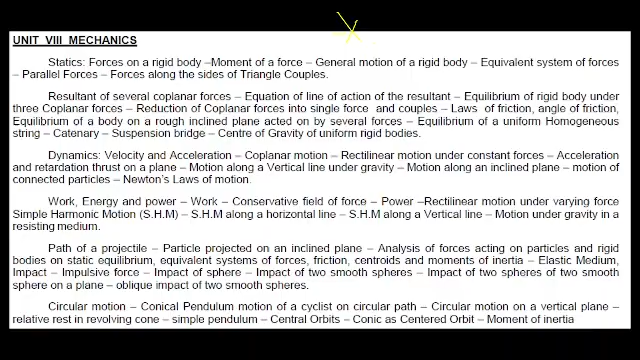 UNIT VIII MECHANICS
Statics: Forces on a rigid body –Moment of a force – General motion of a rigid body – Equivalent system of forces
– Parallel Forces – Forces along the sides of Triangle Couples.
Resultant of several coplanar forces – Equation of line of action of the resultant – Equilibrium of rigid body under
three Coplanar forces – Reduction of Coplanar forces into single force and couples – Laws of friction, angle of friction,
Equilibrium of a body on a rough inclined plane acted on by several forces – Equilibrium of a uniform Homogeneous
string – Catenary – Suspension bridge – Centre of Gravity of uniform rigid bodies.
Dynamics: Velocity and Acceleration – Coplanar motion – Rectilinear motion under constant forces – Acceleration
and retardation thrust on a plane – Motion along a Vertical line under gravity – Motion along an inclined plane – motion
of connected particles – Newton's Laws of motion.
Work, Energy and power – Work – Conservative field of force – Power –Rectilinear motion under varying force
Simple Harmonic Motion (S.H.M) – S.H.M along a horizontal line – S.H.M along a Vertical line – Motion under gravity in a
resisting medium.
Path of a projectile – Particle projected on an inclined plane – Analysis of forces acting on particles and rigid
bodies on static equilibrium, equivalent systems of forces, friction, centroids and moments of inertia – Elastic Medium,
Impact – Impulsive force – Impact of sphere – Impact of two smooth spheres – Impact of two spheres of two smooth
sphere on a plane – oblique impact of two smooth spheres.
Circular motion – Conical Pendulum motion of a cyclist on circular path – Circular motion on a vertical plane –
relative rest in revolving cone – simple pendulum – Central Orbits – Conic as Centered Orbit – Moment of inertia